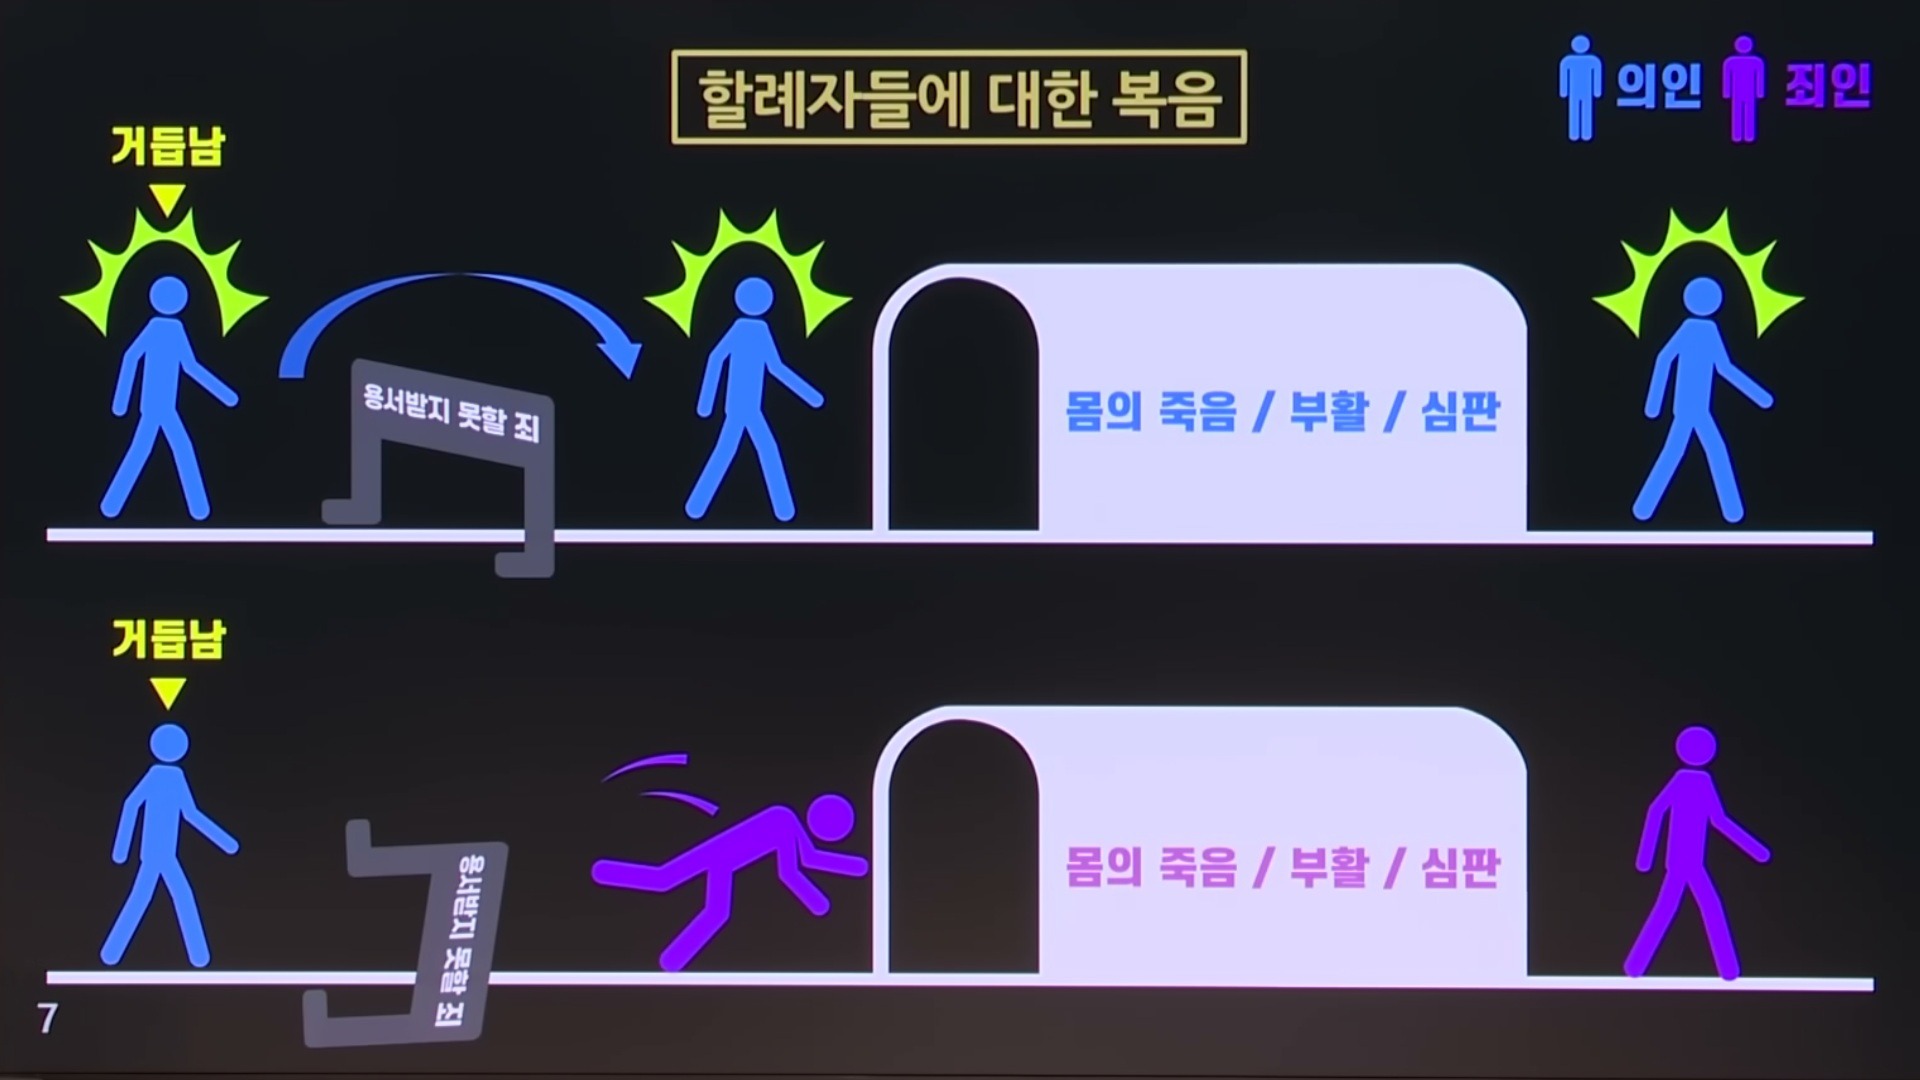 할례자들에 대한 복음
의인 죄인
거듭남
용서받지 못할 죄
몸의 죽음 / 부활 / 심판
거듭남
용서받지 못할 죄
몸의 죽음 / 부활 / 심판
7